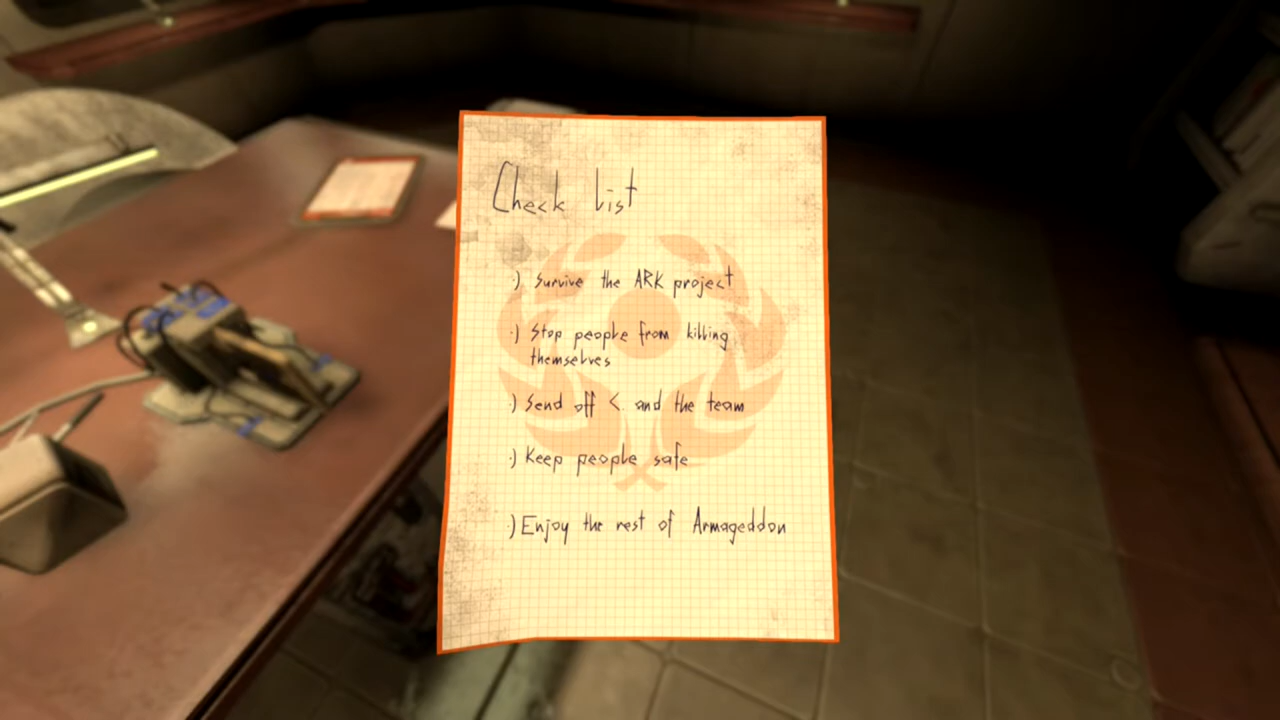 Check list
·) Survive the ARK project
·) Stop people from killing
themselves
·) Send off <. and the team
·) Keep people safe
·) Enjoy the rest of Armageddon